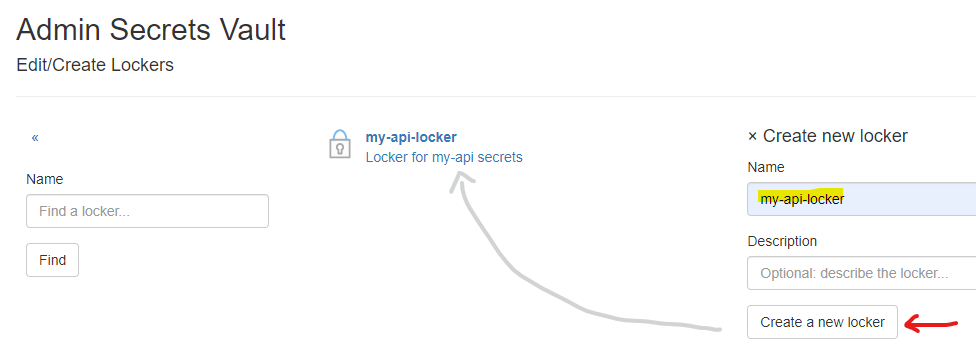 Admin Secrets Vault
Edit/Create Lockers
«
Name
Find a locker...
Find
my-api-locker
Locker for my-api secrets
× Create new locker
Name
my-api-locker
Description
Optional: describe the locker...
Create a new locker